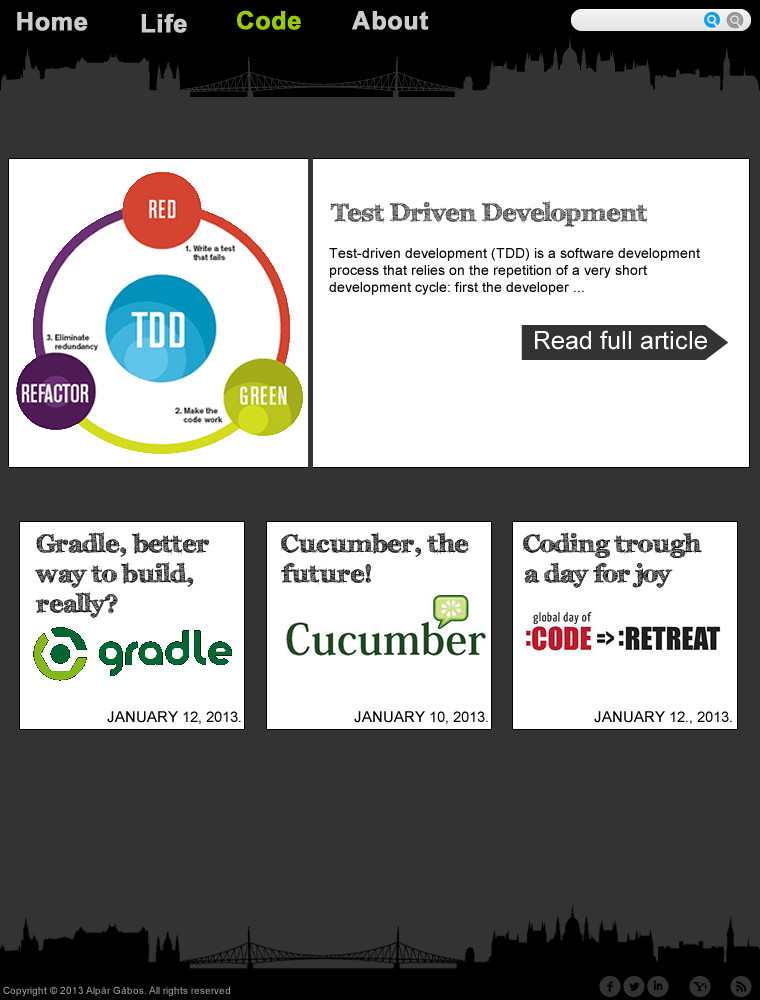 Home Life Code About
RED
1. Write a test
that fails
TDD
3. Eliminate
redundancy
REFACTOR
GREEN
2. Make the
code work
Test Driven Development
Test-driven development (TDD) is a software development
process that relies on the repetition of a very short
development cycle: first the developer ...
Read full article
Gradle, better
way to build,
really?
gradle
JANUARY 12, 2013.
Cucumber, the
future!
Cucumber
JANUARY 10, 2013.
Coding trough
a day for joy
global day of
:CODE => :RETREAT
JANUARY 12., 2013.
Copyright © 2013 Alpár Gábos. All rights reserved